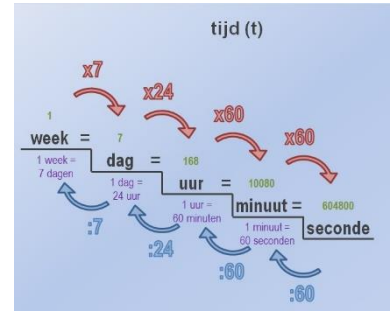 tijd (t)
x7
x24
x60
x60
1
week =
7
dag =
168
uur =
10080
minuut =
604800
seconde
1 week =
7 dagen
1 dag =
24 uur
1 uur =
60 minuten
1 minuut =
60 seconden
:7
:24
:60
:60